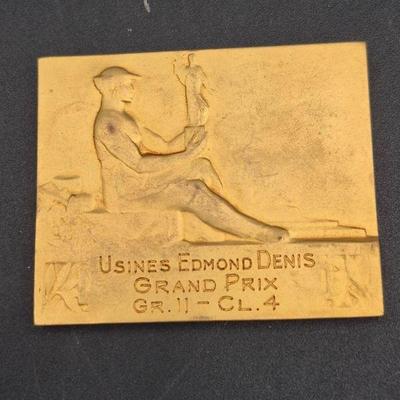 USINES EDMOND DENIS
GRAND PRIX
GR. 11 - CL. 4